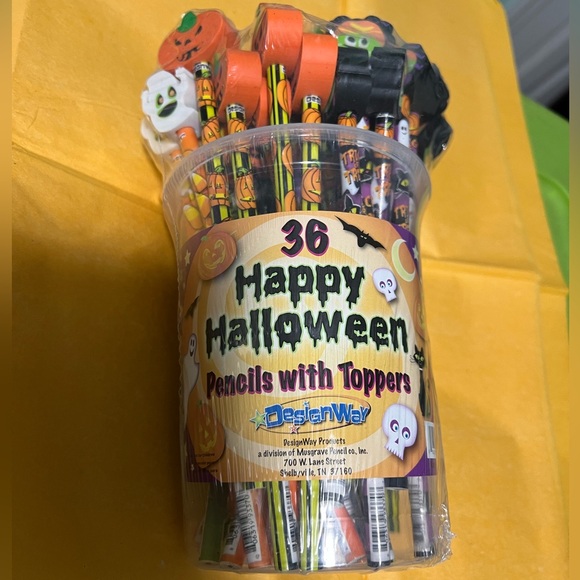 36
Happy
Halloween
Pencils with Toppers
DesignWay
DesignWay Products
a division of Musgrave Pencil co., Inc.
700 W. Lane Street
Shelbyville, TN 37160